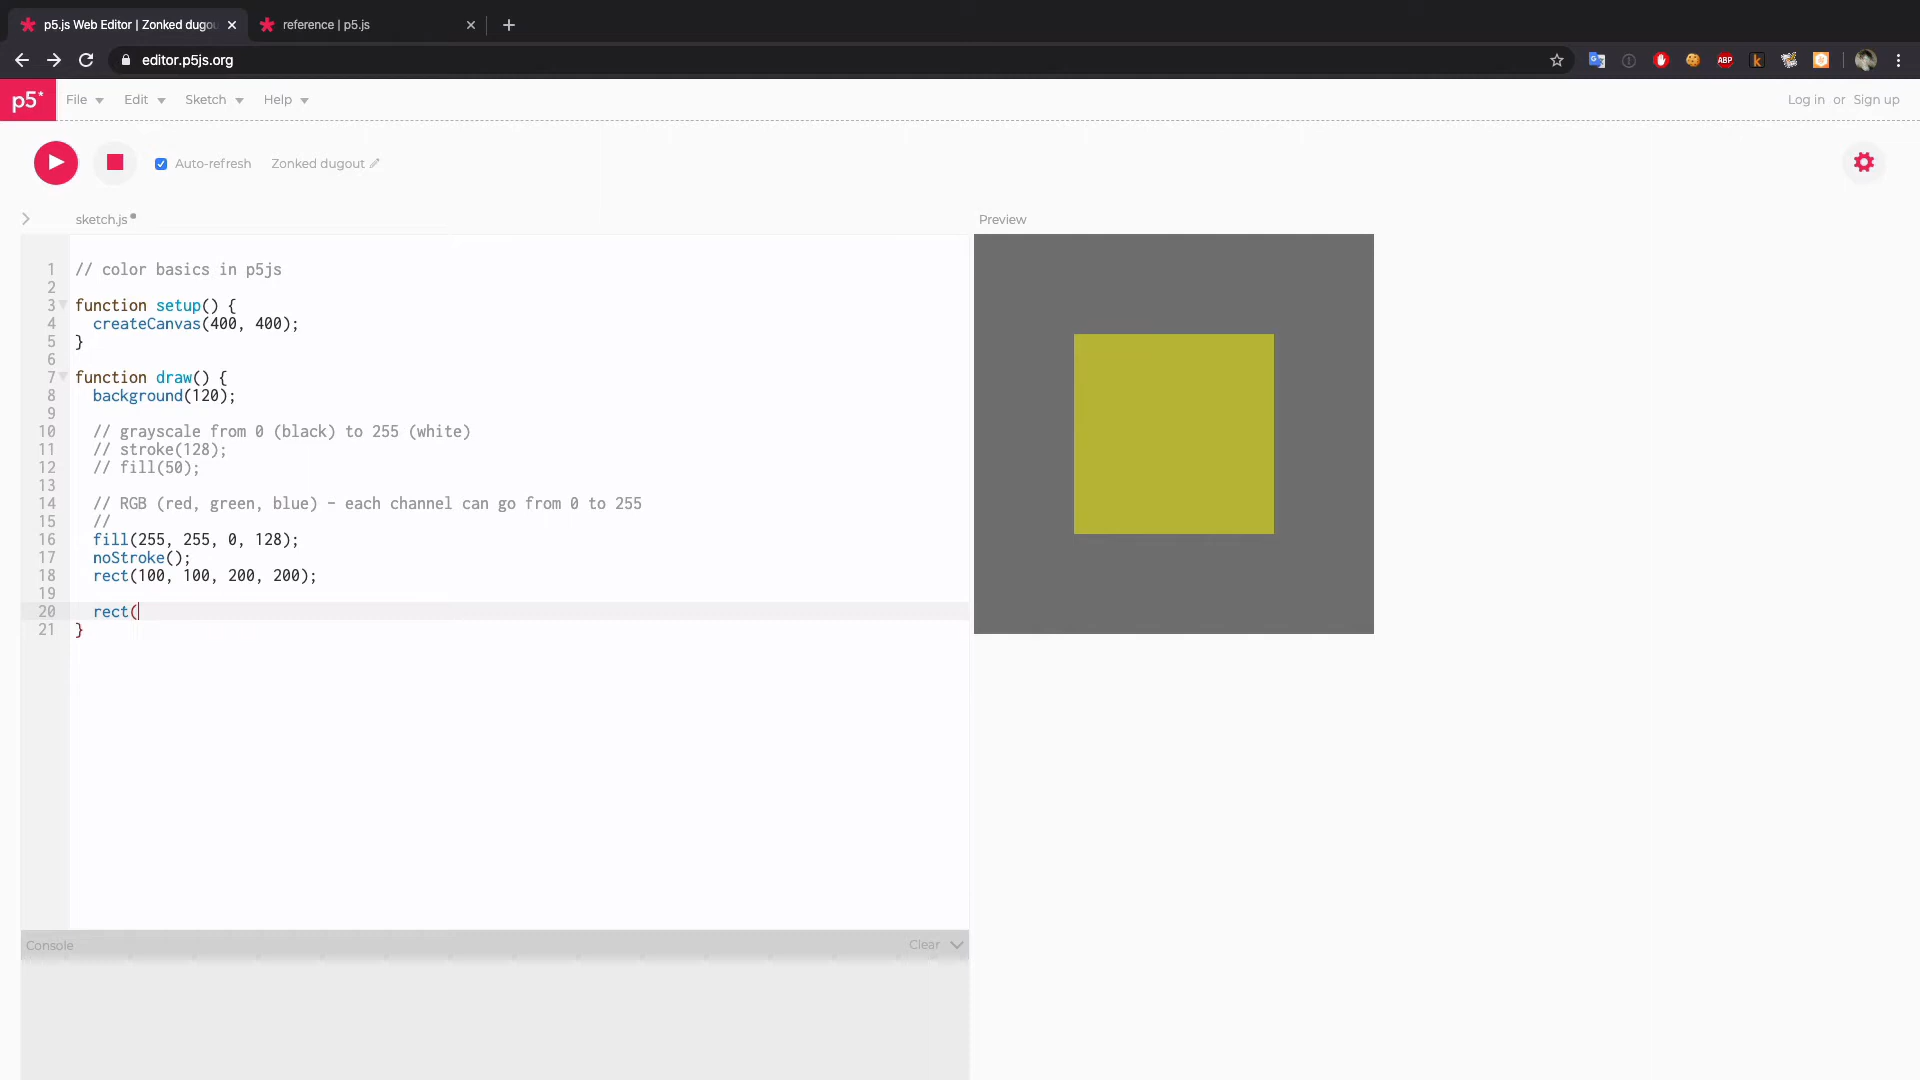 p5.js Web Editor | Zonked dugou
reference | p5.js
editor.p5js.org
ABP
k
p5*
File
Edit
Sketch
Help
Log in or Sign up
Auto-refresh
Zonked dugout
sketch.js
Preview
1 // color basics in p5js
2
3 function setup() {
4 createCanvas(400, 400);
5 }
6
7 function draw() {
8 background(120);
9
10 // grayscale from 0 (black) to 255 (white)
11 // stroke(128);
12 // fill(50);
13
14 // RGB (red, green, blue) - each channel can go from 0 to 255
15 //
16 fill(255, 255, 0, 128);
17 noStroke();
18 rect(100, 100, 200, 200);
19
20 rect(
21 }
Console
Clear